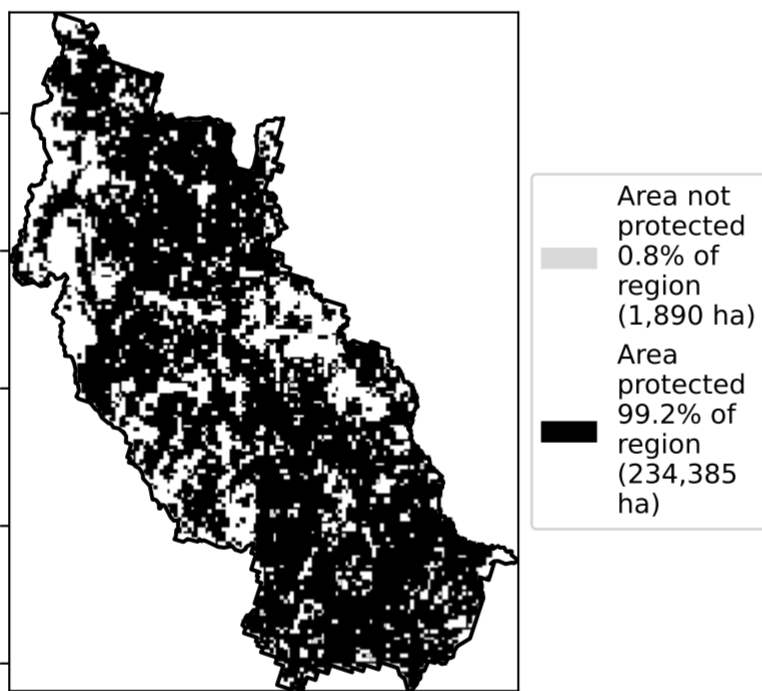 Area not
protected
0.8% of
region
(1,890 ha)
Area
protected
99.2% of
region
(234,385
ha)